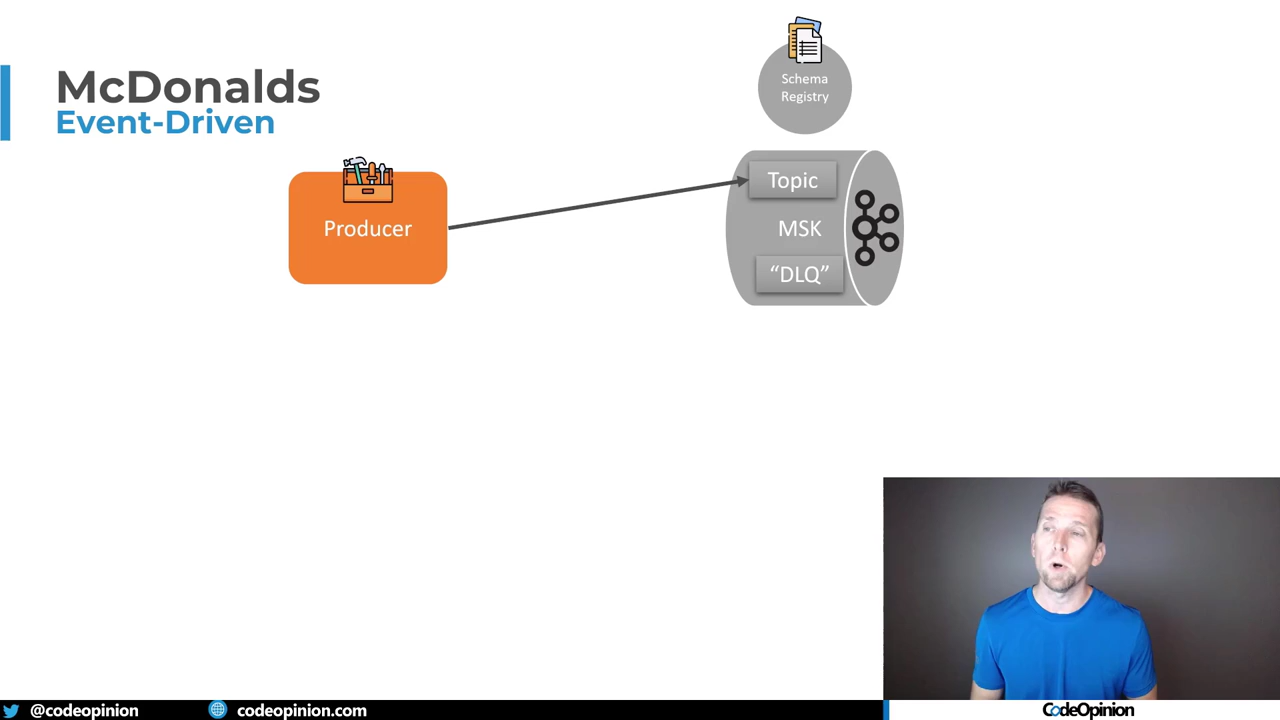 McDonalds
Event-Driven
Schema
Registry
Producer
Topic
MSK
“DLQ”
@codeopinion
codeopinion.com
CodeOpinion